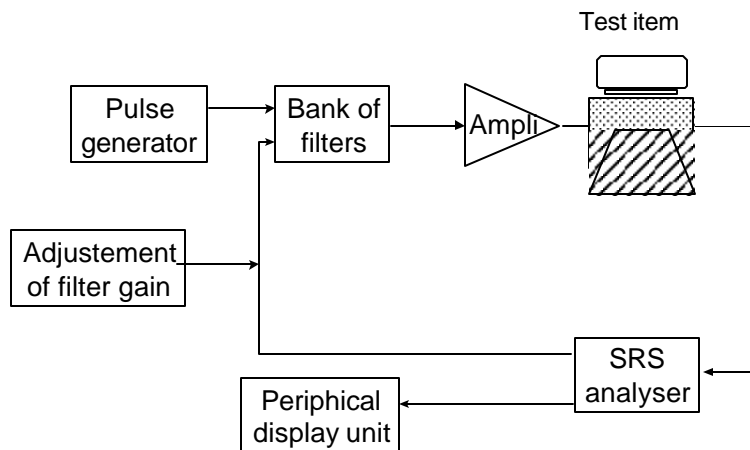 Test item
Pulse
generator
Bank of
filters
Ampli
Adjustement
of filter gain
SRS
analyser
Periphical
display unit